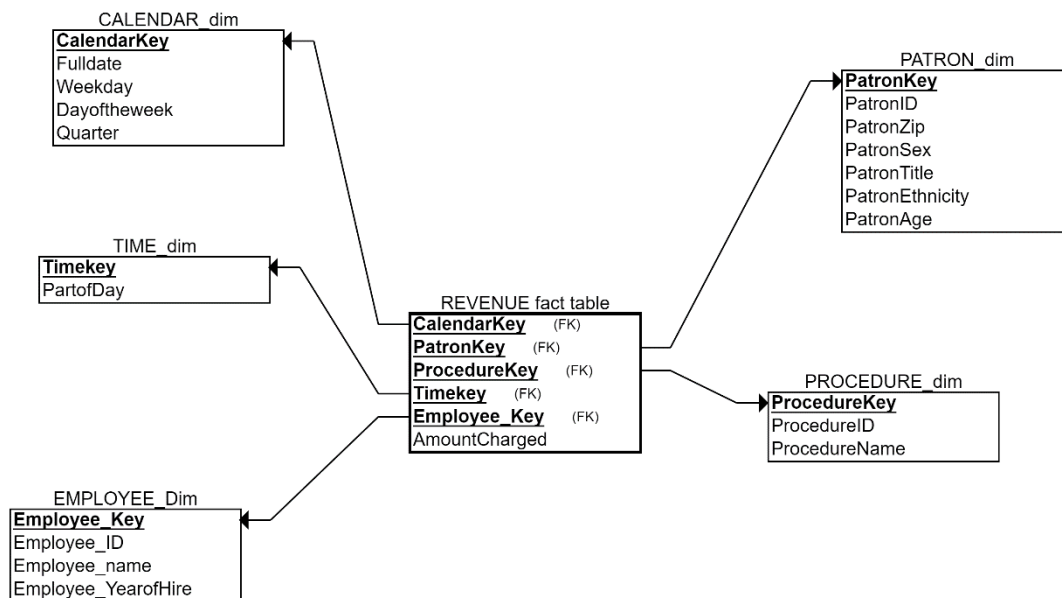 CALENDAR_dim
CalendarKey
Fulldate
Weekday
Dayoftheweek
Quarter
PATRON_dim
PatronKey
PatronID
PatronZip
PatronSex
PatronTitle
PatronEthnicity
PatronAge
TIME_dim
Timekey
PartofDay
REVENUE fact table
CalendarKey (FK)
PatronKey (FK)
ProcedureKey (FK)
Timekey (FK)
Employee_Key (FK)
AmountCharged
PROCEDURE_dim
ProcedureKey
ProcedureID
ProcedureName
EMPLOYEE_Dim
Employee_Key
Employee_ID
Employee_name
Employee_YearofHire